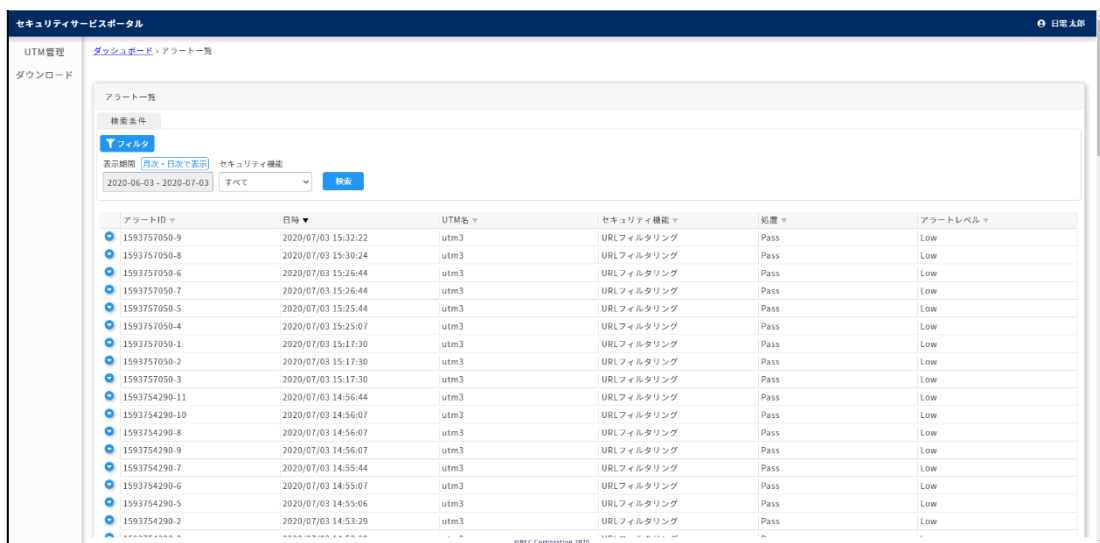 セキュリティサービスポータル 日電 太郎
UTM管理
ダウンロード
ダッシュボード › アラート一覧
アラート一覧
検索条件
フィルタ
表示期間 月次・日次で表示 セキュリティ機能
2020-06-03 - 2020-07-03 すべて 検索
アラートID 日時 UTM名 セキュリティ機能 処置 アラートレベル
1593757050-9 2020/07/03 15:32:22 utm3 URLフィルタリング Pass Low
1593757050-8 2020/07/03 15:30:24 utm3 URLフィルタリング Pass Low
1593757050-6 2020/07/03 15:26:44 utm3 URLフィルタリング Pass Low
1593757050-7 2020/07/03 15:26:44 utm3 URLフィルタリング Pass Low
1593757050-5 2020/07/03 15:25:44 utm3 URLフィルタリング Pass Low
1593757050-4 2020/07/03 15:25:07 utm3 URLフィルタリング Pass Low
1593757050-1 2020/07/03 15:17:30 utm3 URLフィルタリング Pass Low
1593757050-2 2020/07/03 15:17:30 utm3 URLフィルタリング Pass Low
1593757050-3 2020/07/03 15:17:30 utm3 URLフィルタリング Pass Low
1593754290-11 2020/07/03 14:56:44 utm3 URLフィルタリング Pass Low
1593754290-10 2020/07/03 14:56:07 utm3 URLフィルタリング Pass Low
1593754290-8 2020/07/03 14:56:07 utm3 URLフィルタリング Pass Low
1593754290-9 2020/07/03 14:56:07 utm3 URLフィルタリング Pass Low
1593754290-7 2020/07/03 14:55:44 utm3 URLフィルタリング Pass Low
1593754290-6 2020/07/03 14:55:07 utm3 URLフィルタリング Pass Low
1593754290-5 2020/07/03 14:55:06 utm3 URLフィルタリング Pass Low
1593754290-2 2020/07/03 14:53:29 utm3 URLフィルタリング Pass Low
©NEC Corporation 2020